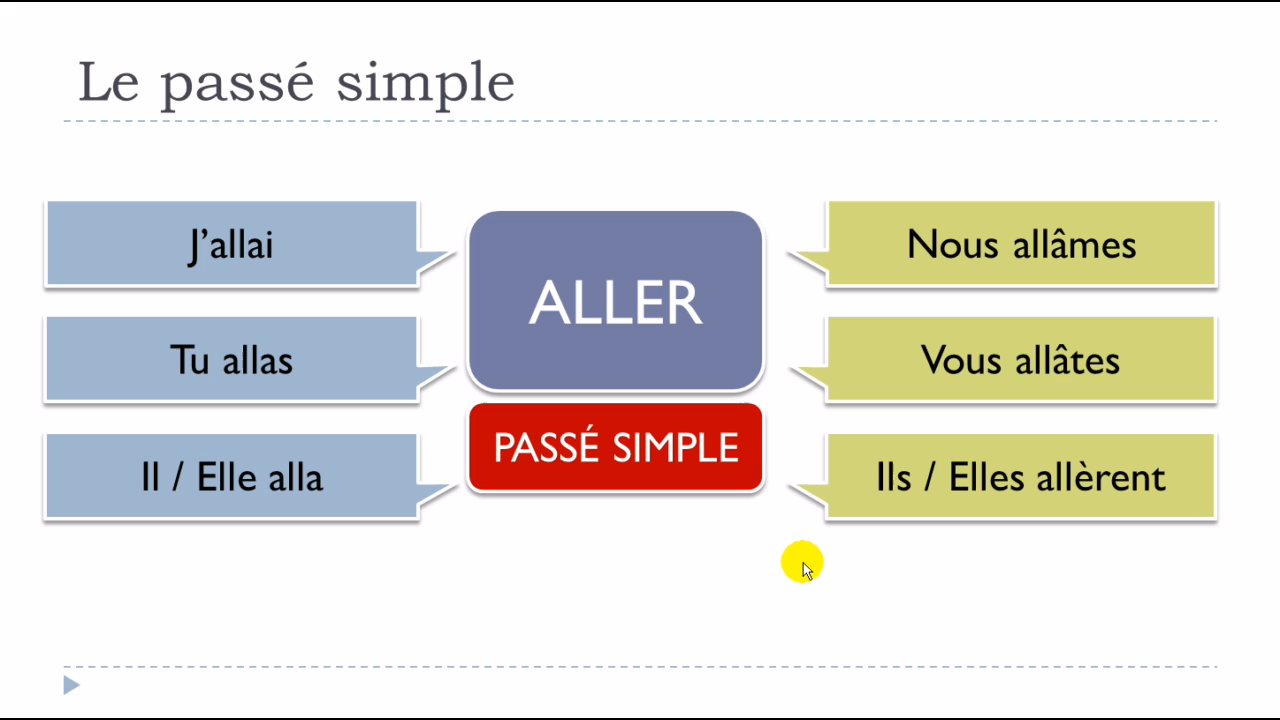 Le passé simple
J’allai
Tu allas
Il / Elle alla
ALLER
PASSÉ SIMPLE
Nous allâmes
Vous allâtes
Ils / Elles allèrent